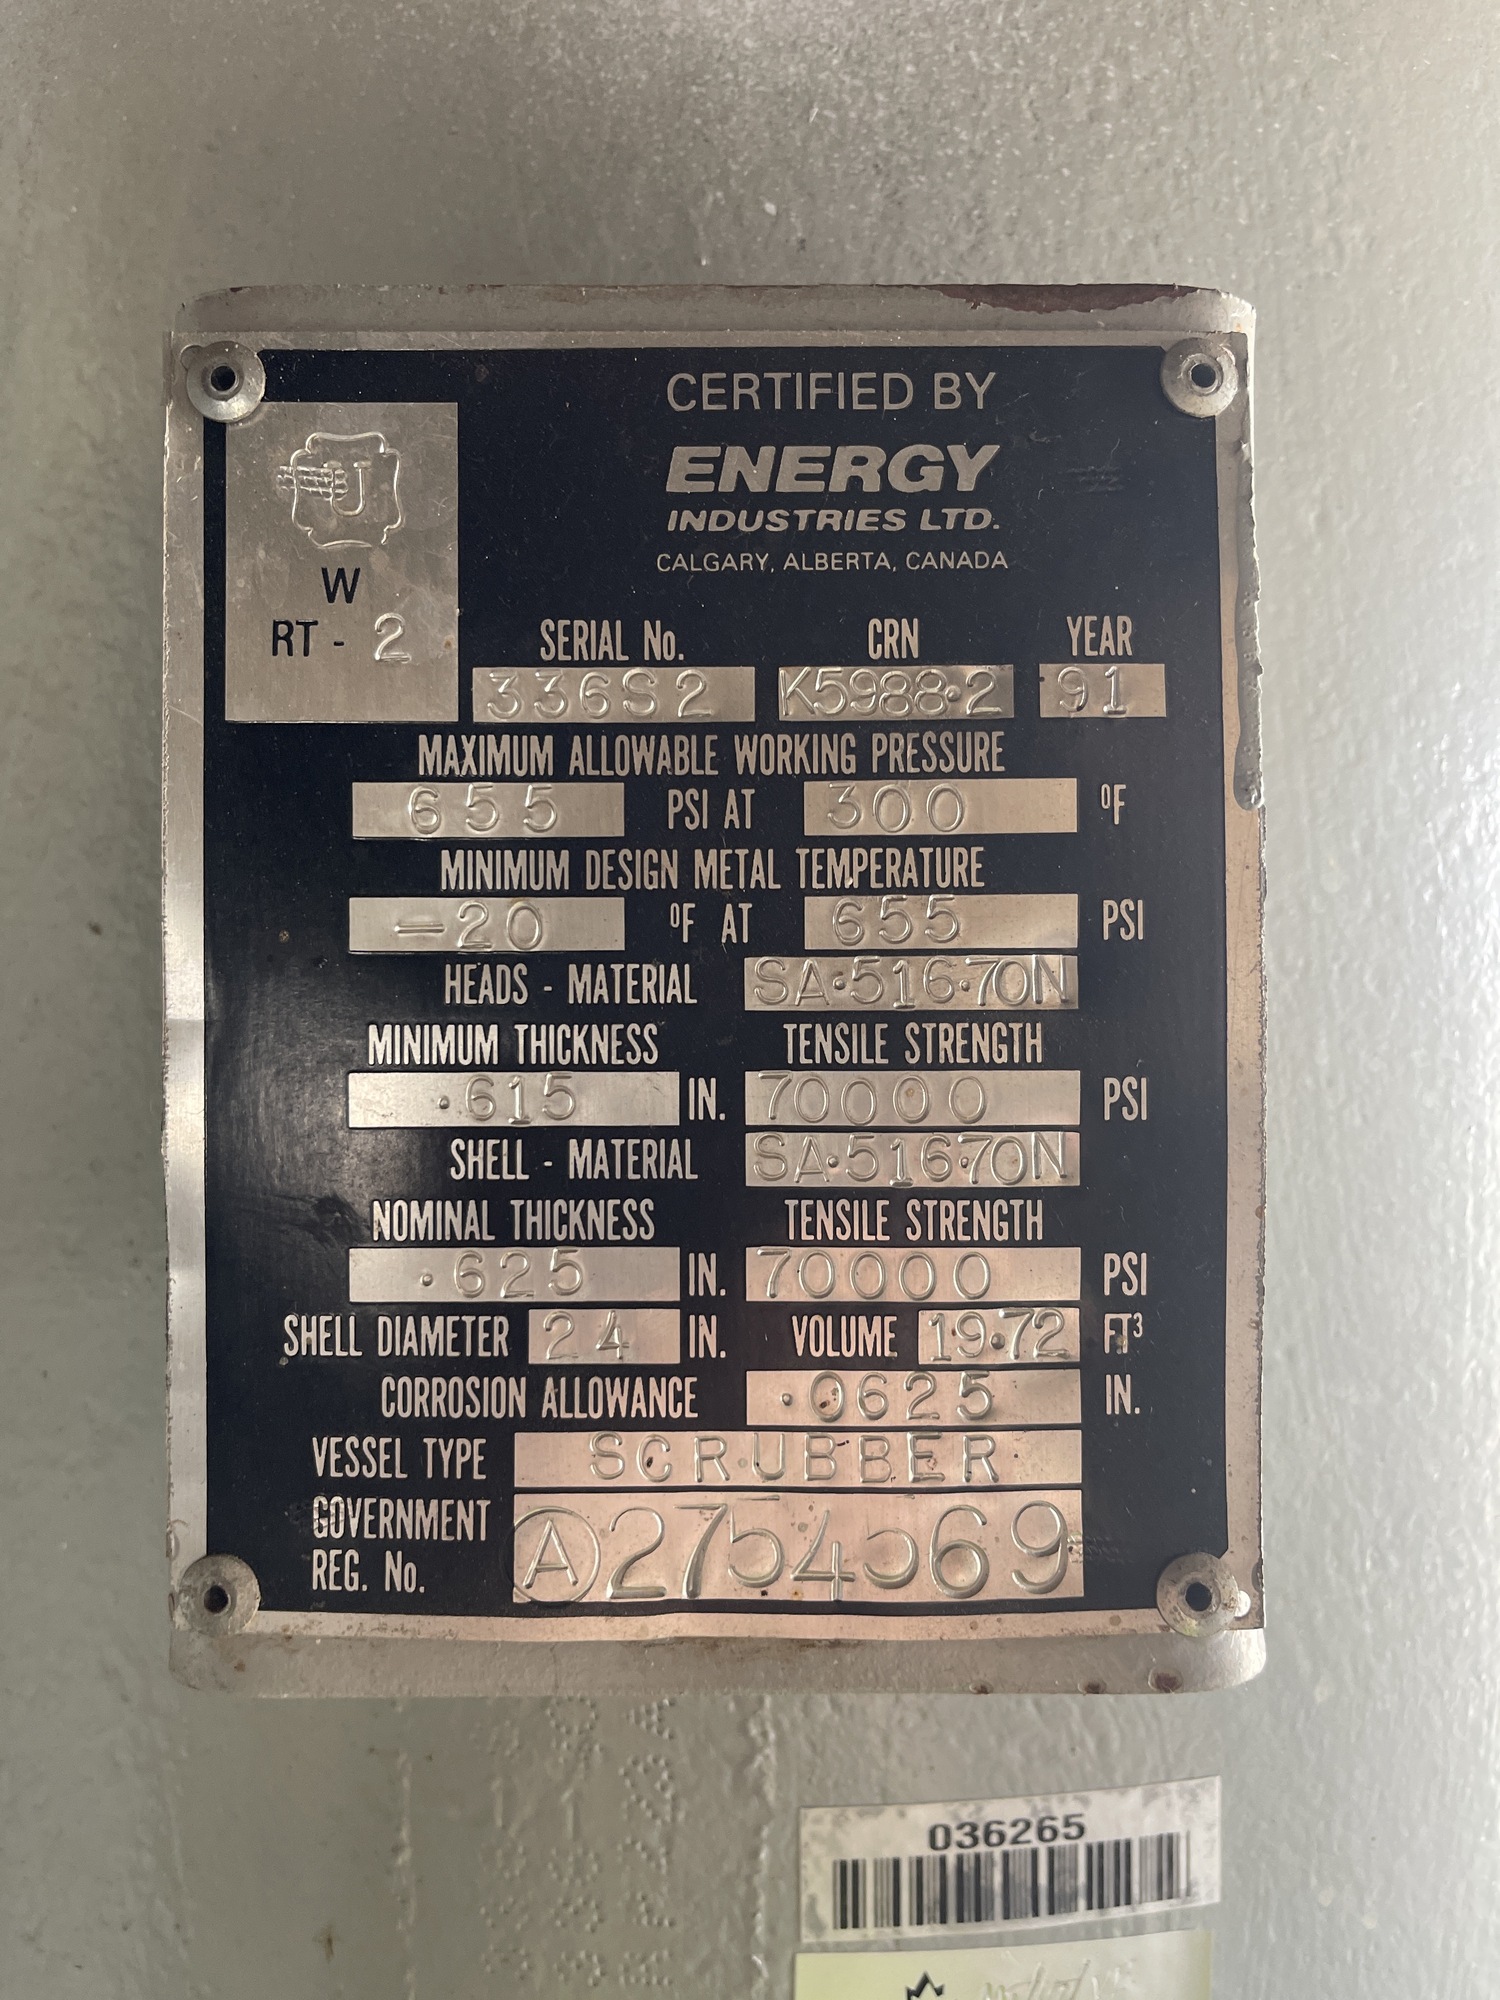 CERTIFIED BY
ENERGY
INDUSTRIES LTD.
CALGARY, ALBERTA, CANADA
U
W
RT - 2
SERIAL No. CRN YEAR
336S2 K5988·2 91
MAXIMUM ALLOWABLE WORKING PRESSURE
655 PSI AT 300 ºF
MINIMUM DESIGN METAL TEMPERATURE
-20 ºF AT 655 PSI
HEADS - MATERIAL SA·516·70N
MINIMUM THICKNESS TENSILE STRENGTH
.615 IN. 70000 PSI
SHELL - MATERIAL SA·516·70N
NOMINAL THICKNESS TENSILE STRENGTH
.625 IN. 70000 PSI
SHELL DIAMETER 24 IN. VOLUME 19.72 FT³
CORROSION ALLOWANCE .0625 IN.
VESSEL TYPE SCRUBBER
GOVERNMENT
REG. No. A 2754569
036265